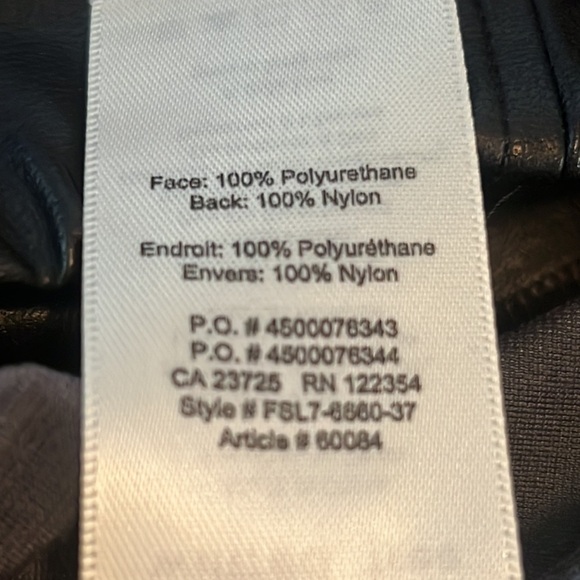 Face: 100% Polyurethane
Back: 100% Nylon
Endroit: 100% Polyuréthane
Envers: 100% Nylon
P.O. # 4500076343
P.O. # 4500076344
CA 23725 RN 122354
Style # FSL7-6660-37
Article # 60084